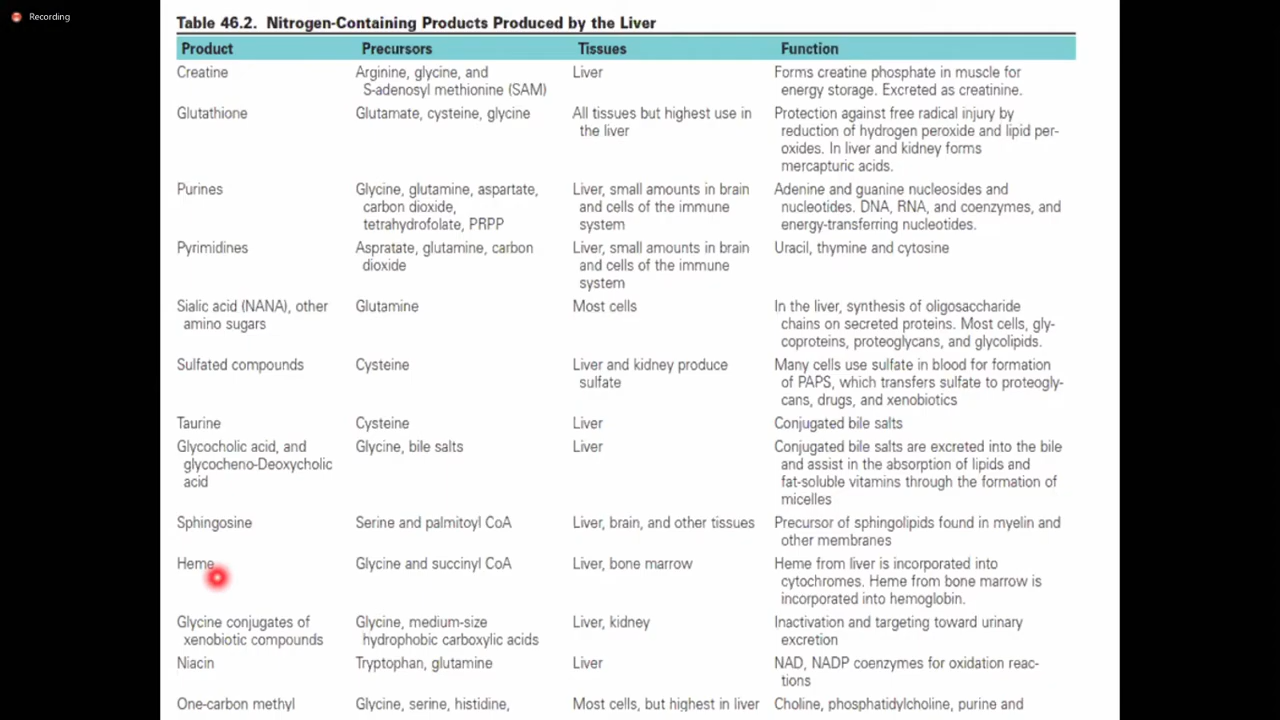 Recording
Table 46.2. Nitrogen-Containing Products Produced by the Liver
Product Precursors Tissues Function
Creatine Arginine, glycine, and Liver Forms creatine phosphate in muscle for
S-adenosyl methionine (SAM) energy storage. Excreted as creatinine.
Glutathione Glutamate, cysteine, glycine All tissues but highest use in Protection against free radical injury by
the liver reduction of hydrogen peroxide and lipid per-
oxides. In liver and kidney forms
mercapturic acids.
Purines Glycine, glutamine, aspartate, Liver, small amounts in brain Adenine and guanine nucleosides and
carbon dioxide, and cells of the immune nucleotides. DNA, RNA, and coenzymes, and
tetrahydrofolate, PRPP system energy-transferring nucleotides.
Pyrimidines Aspratate, glutamine, carbon Liver, small amounts in brain Uracil, thymine and cytosine
dioxide and cells of the immune
system
Sialic acid (NANA), other Glutamine Most cells In the liver, synthesis of oligosaccharide
amino sugars chains on secreted proteins. Most cells, gly-
coproteins, proteoglycans, and glycolipids.
Sulfated compounds Cysteine Liver and kidney produce Many cells use sulfate in blood for formation
sulfate of PAPS, which transfers sulfate to proteogly-
cans, drugs, and xenobiotics
Taurine Cysteine Liver Conjugated bile salts
Glycocholic acid, and Glycine, bile salts Liver Conjugated bile salts are excreted into the bile
glycocheno-Deoxycholic and assist in the absorption of lipids and
acid fat-soluble vitamins through the formation of
micelles
Sphingosine Serine and palmitoyl CoA Liver, brain, and other tissues Precursor of sphingolipids found in myelin and
other membranes
Heme Glycine and succinyl CoA Liver, bone marrow Heme from liver is incorporated into
cytochromes. Heme from bone marrow is
incorporated into hemoglobin.
Glycine conjugates of Glycine, medium-size Liver, kidney Inactivation and targeting toward urinary
xenobiotic compounds hydrophobic carboxylic acids excretion
Niacin Tryptophan, glutamine Liver NAD, NADP coenzymes for oxidation reac-
tions
One-carbon methyl Glycine, serine, histidine, Most cells, but highest in liver Choline, phosphatidylcholine, purine and